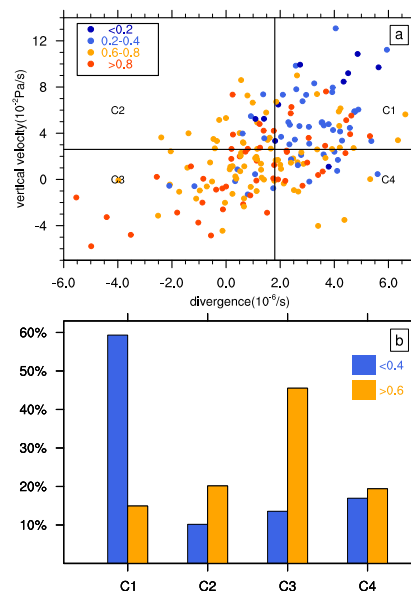 <0.2
0.2-0.4
0.6-0.8
>0.8
a
C2
C1
C3
C4
12
8
4
0
-4
vertical velocity(10⁻²Pa/s)
-6.0 -4.0 -2.0 0.0 2.0 4.0 6.0
divergence(10⁻⁶/s)
b
<0.4
>0.6
60%
50%
40%
30%
20%
10%
C1 C2 C3 C4